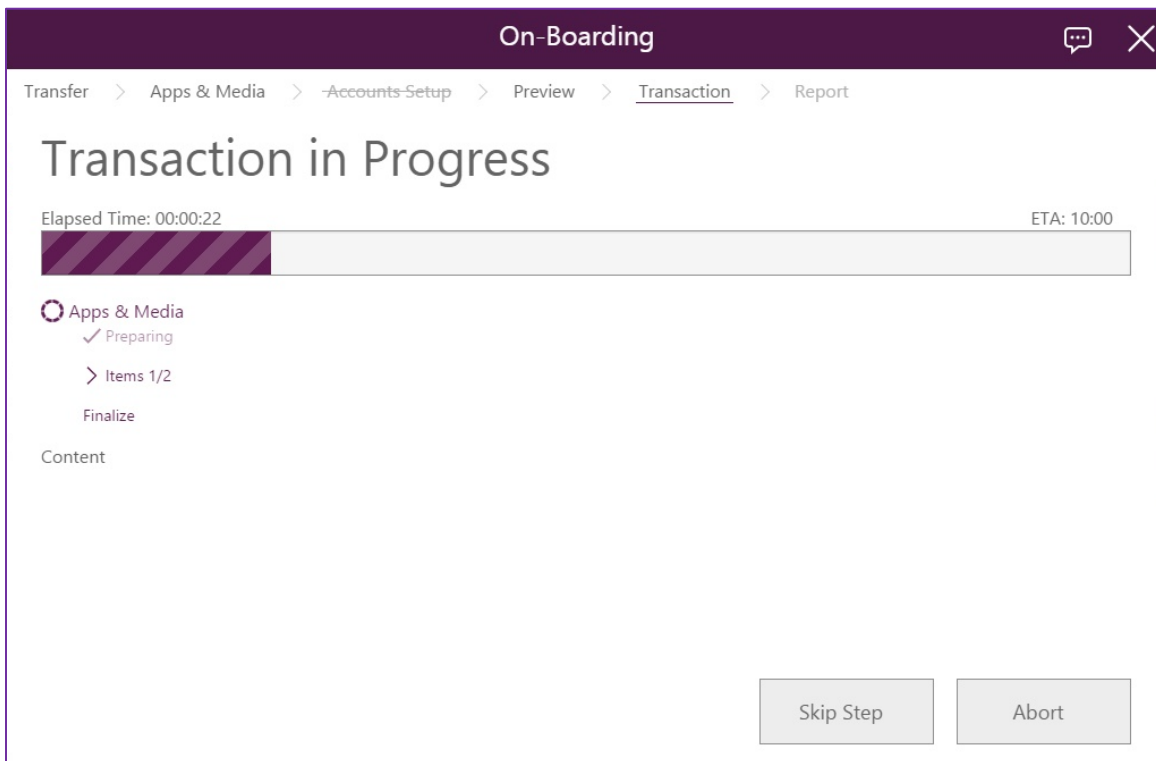 On-Boarding
Transfer Apps & Media Accounts Setup Preview Transaction Report
Transaction in Progress
Elapsed Time: 00:00:22 ETA: 10:00
Apps & Media
Preparing
Items 1/2
Finalize
Content
Skip Step Abort